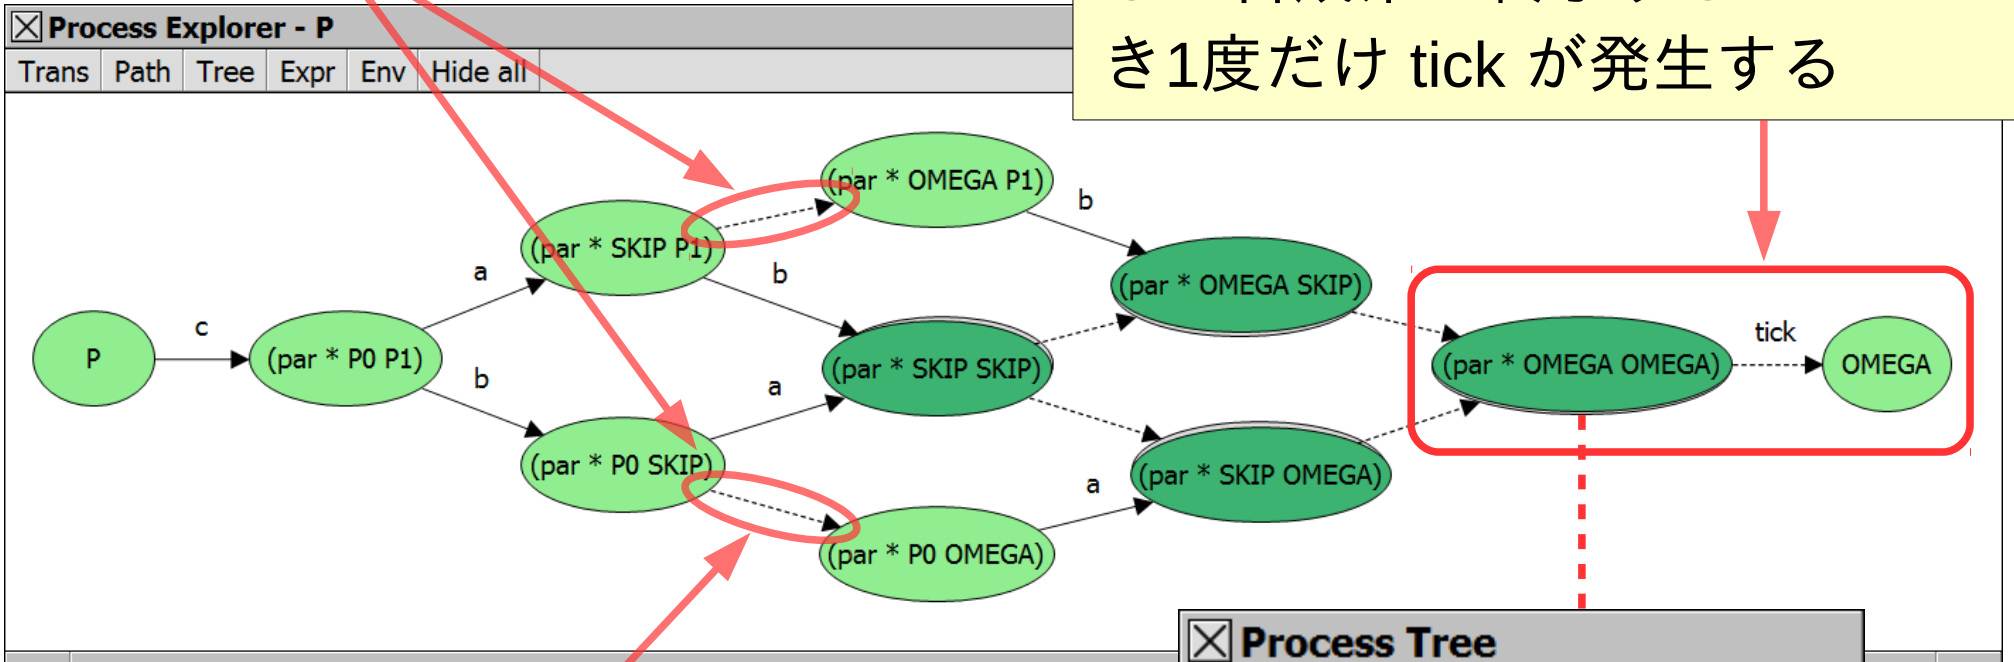 Process Explorer - P
Trans Path Tree Expr Env Hide all
き1度だけ tick が発生する
(par * OMEGA P1)
b
(par * SKIP P1)
a
b
(par * OMEGA SKIP)
c
tick
P
(par * P0 P1)
(par * SKIP SKIP)
(par * OMEGA OMEGA)
OMEGA
b
a
(par * P0 SKIP)
a
(par * SKIP OMEGA)
(par * P0 OMEGA)
Process Tree